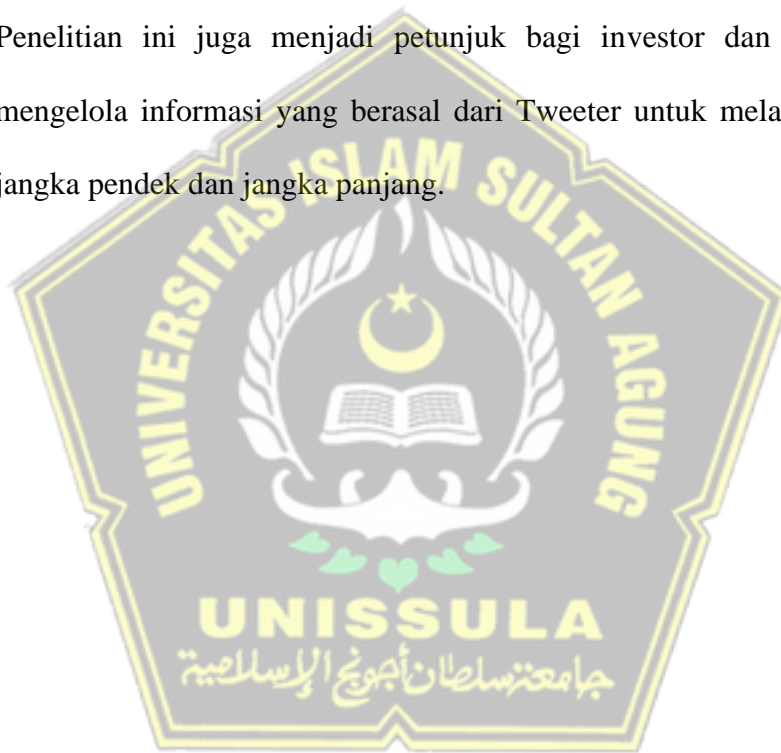 Penelitian ini juga menjadi petunjuk bagi investor dan
mengelola informasi yang berasal dari Tweeter untuk mela
jangka pendek dan jangka panjang.
UNIVERSITAS ISLAM SULTAN AGUNG
UNISSULA
جامعة سلطان أجونج الإسلامية